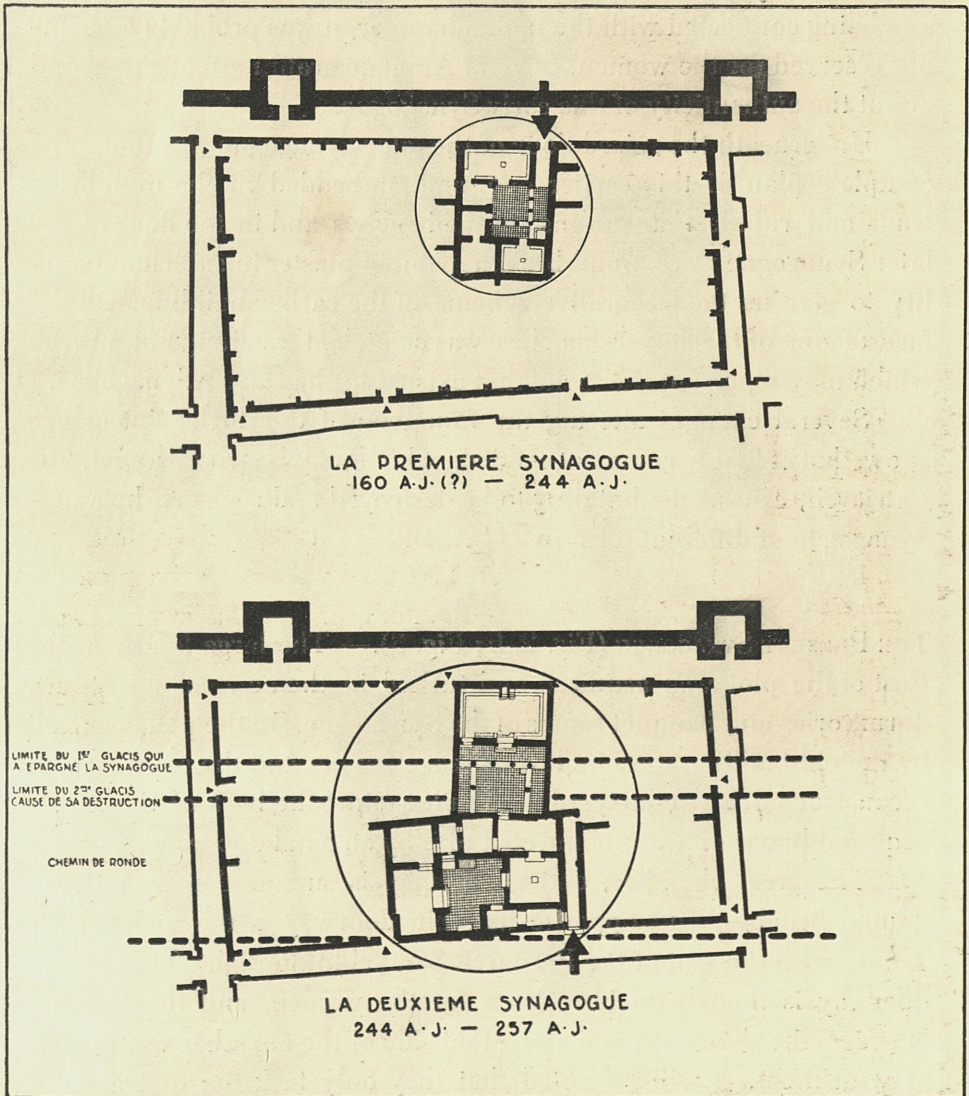 LA PREMIERE SYNAGOGUE
160 A·J·(?) — 244 A·J·
LIMITE DU 1er GLACIS QUI
A EPARGNÉ LA SYNAGOGUE
LIMITE DU 2me GLACIS
CAUSE DE SA DESTRUCTION
CHEMIN DE RONDE
LA DEUXIEME SYNAGOGUE
244 A·J· — 257 A·J·